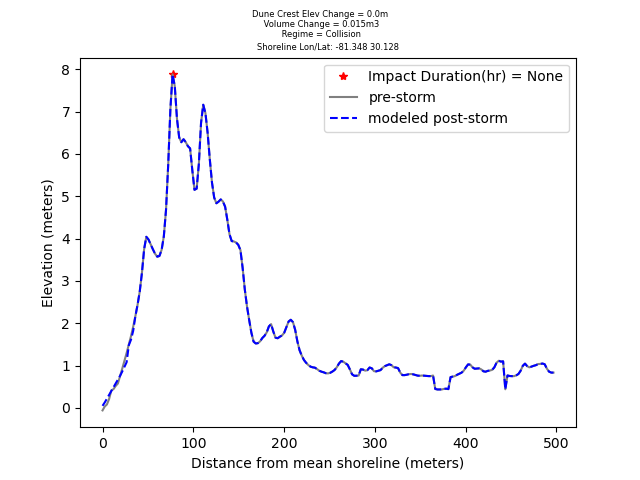 Dune Crest Elev Change = 0.0m
Volume Change = 0.015m3
Regime = Collision
Shoreline Lon/Lat: -81.348 30.128
Impact Duration(hr) = None
pre-storm
modeled post-storm
Elevation (meters)
8
7
6
5
4
3
2
1
0
0 100 200 300 400 500
Distance from mean shoreline (meters)